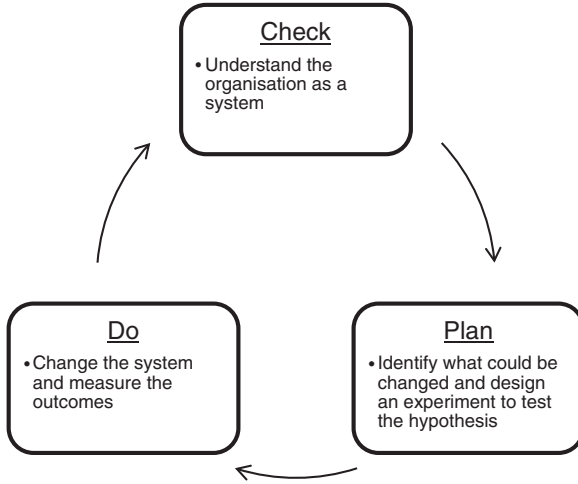 Check
• Understand the
organisation as a
system
Do
• Change the system
and measure the
outcomes
Plan
• Identify what could be
changed and design
an experiment to test
the hypothesis